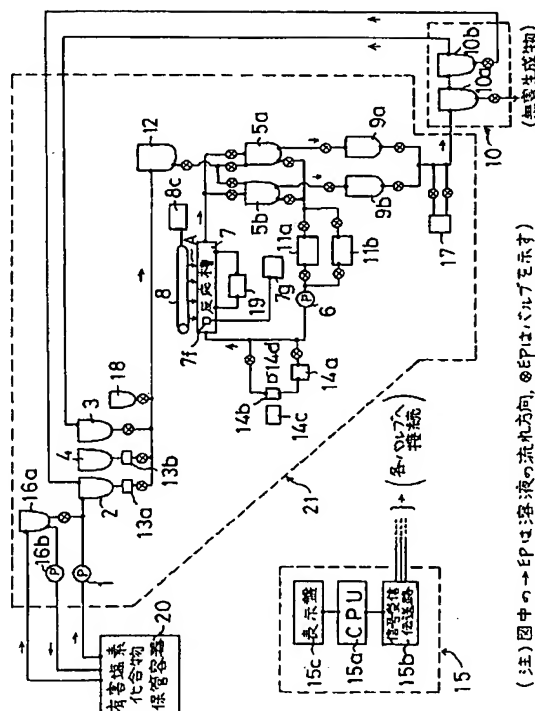 16a
16b
P
P
20
有害塩素
化合物
保管容器
2
4
3
18
13a
13b
12
8c
A
8
7
反応槽
7f
7g
19
5a
5b
11a
11b
P
6
14a
14b
14c
14d
9a
9b
17
10
10a
10b
(無害生成物)
21
15
15c
表示盤
15a
CPU
15b
信号受信
伝送路
(各バルブへ
接続)
(注)図中の→印は溶液の流れ方向,⊗印はバルブを示す)